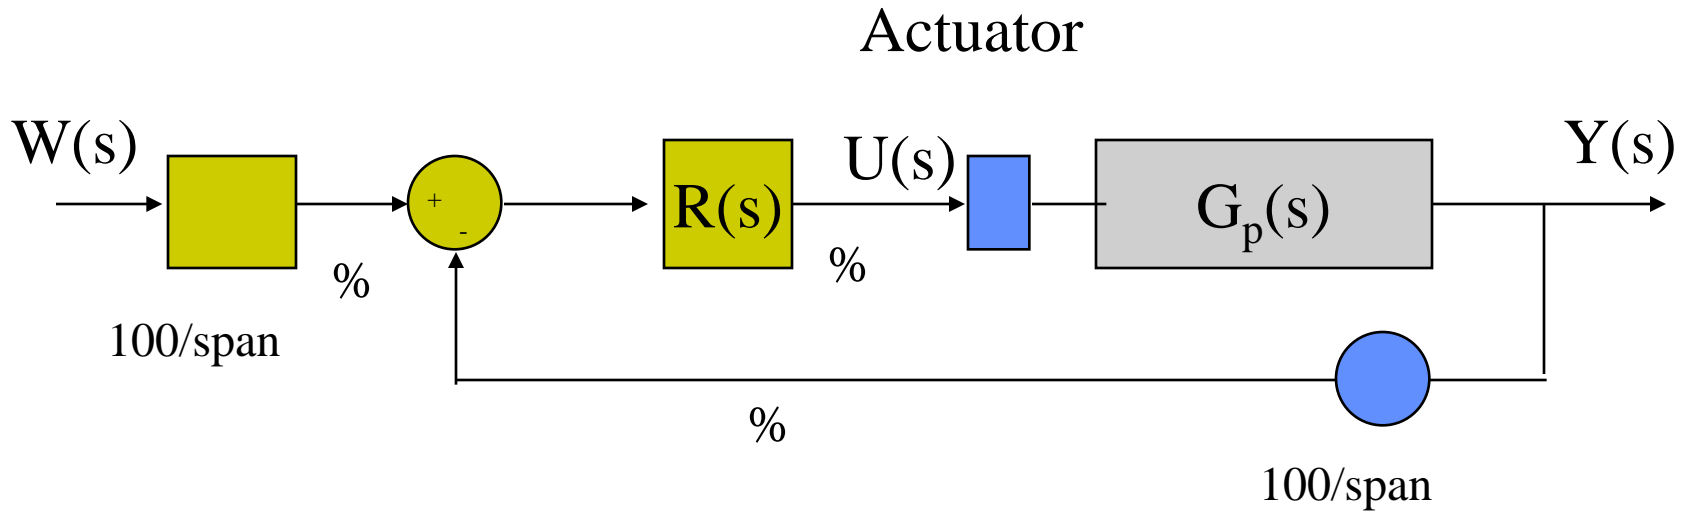 Actuator
W(s)
U(s)
Y(s)
+
-
R(s)
Gp(s)
%
%
100/span
%
100/span